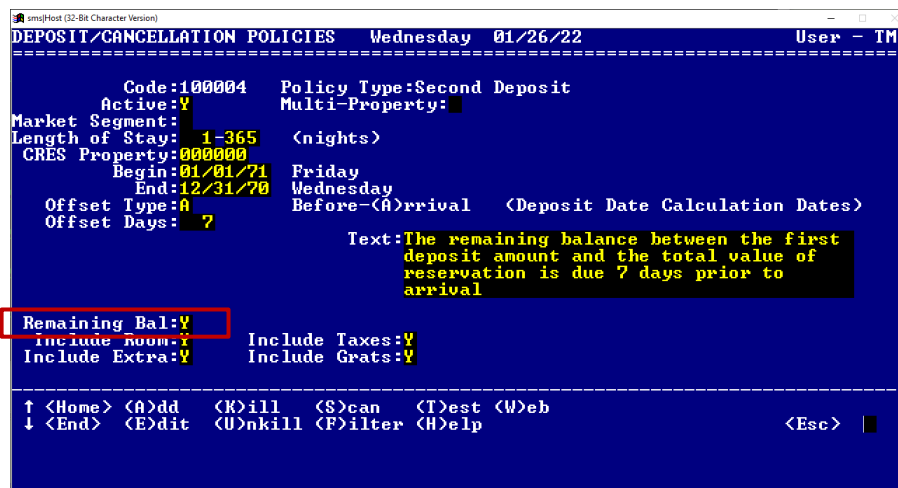 sms|Host (32-Bit Character Version)
DEPOSIT/CANCELLATION POLICIES Wednesday 01/26/22 User - TM
Code:100004 Policy Type:Second Deposit
Active:Y Multi-Property:
Market Segment:
Length of Stay: 1-365 (nights)
CRES Property:000000
Begin:01/01/71 Friday
End:12/31/70 Wednesday
Offset Type:A Before-(A)rrival (Deposit Date Calculation Dates)
Offset Days: 7
Text:The remaining balance between the first
deposit amount and the total value of
reservation is due 7 days prior to
arrival
Remaining Bal:Y
Include Room:Y Include Taxes:Y
Include Extra:Y Include Grats:Y
↑ <Home> (A)dd (K)ill (S)can (T)est (W)eb
↓ <End> (E)dit (U)nkill (F)ilter (H)elp <Esc>